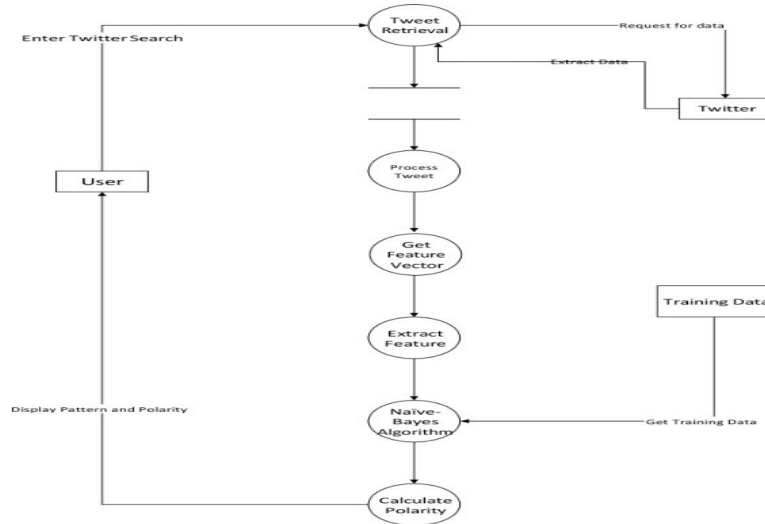 Tweet
Retrieval
Request for data
Enter Twitter Search
Extract Data
Twitter
Process
Tweet
User
Get
Feature
Vector
Training Data
Extract
Feature
Display Pattern and Polarity
Naïve-
Bayes
Algorithm
Get Training Data
Calculate
Polarity